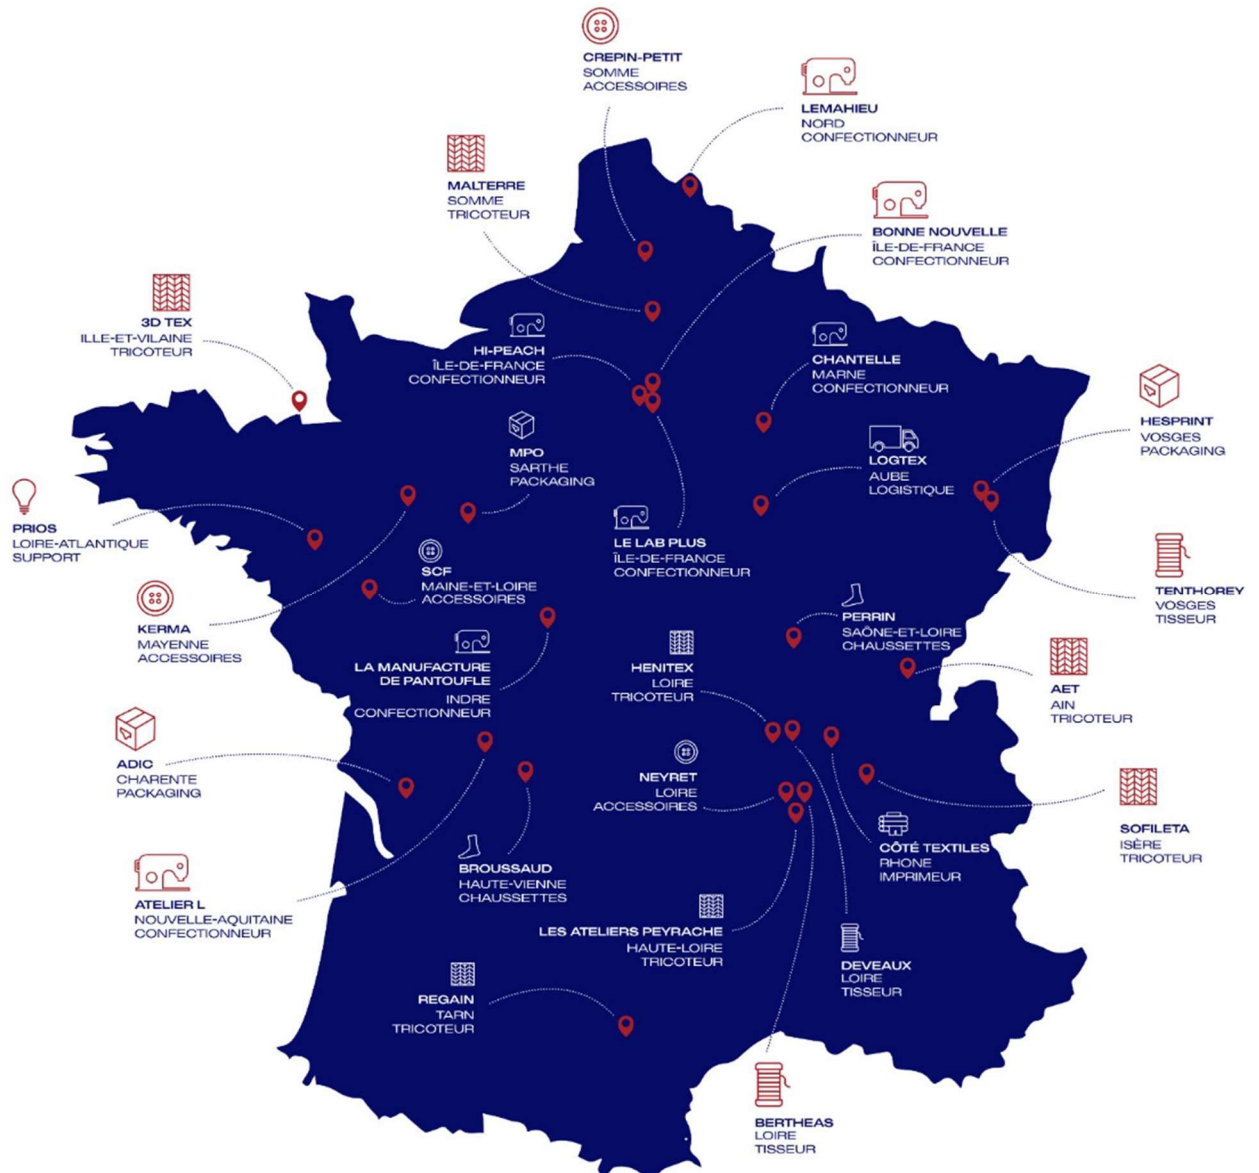 CREPIN-PETIT
SOMME
ACCESSOIRES
LEMAHIEU
NORD
CONFECTIONNEUR
MALTERRE
SOMME
TRICOTEUR
BONNE NOUVELLE
ÎLE-DE-FRANCE
CONFECTIONNEUR
3D TEX
ILLE-ET-VILAINE
TRICOTEUR
HI-PEACH
ÎLE-DE-FRANCE
CONFECTIONNEUR
CHANTELLE
MARNE
CONFECTIONNEUR
HESPRINT
VOSGES
PACKAGING
MPO
SARTHE
PACKAGING
LOGTEX
AUBE
LOGISTIQUE
PRIOS
LOIRE-ATLANTIQUE
SUPPORT
LE LAB PLUS
ÎLE-DE-FRANCE
CONFECTIONNEUR
SCF
MAINE-ET-LOIRE
ACCESSOIRES
TENTHOREY
VOSGES
TISSEUR
KERMA
MAYENNE
ACCESSOIRES
PERRIN
SAÔNE-ET-LOIRE
CHAUSSETTES
LA MANUFACTURE
DE PANTOUFLE
INDRE
CONFECTIONNEUR
HENITEX
LOIRE
TRICOTEUR
AET
AIN
TRICOTEUR
ADIC
CHARENTE
PACKAGING
NEYRET
LOIRE
ACCESSOIRES
SOFILETA
ISÈRE
TRICOTEUR
CÔTÉ TEXTILES
RHONE
IMPRIMEUR
BROUSSAUD
HAUTE-VIENNE
CHAUSSETTES
ATELIER L
NOUVELLE-AQUITAINE
CONFECTIONNEUR
LES ATELIERS PEYRACHE
HAUTE-LOIRE
TRICOTEUR
DEVEAUX
LOIRE
TISSEUR
REGAIN
TARN
TRICOTEUR
BERTHEAS
LOIRE
TISSEUR